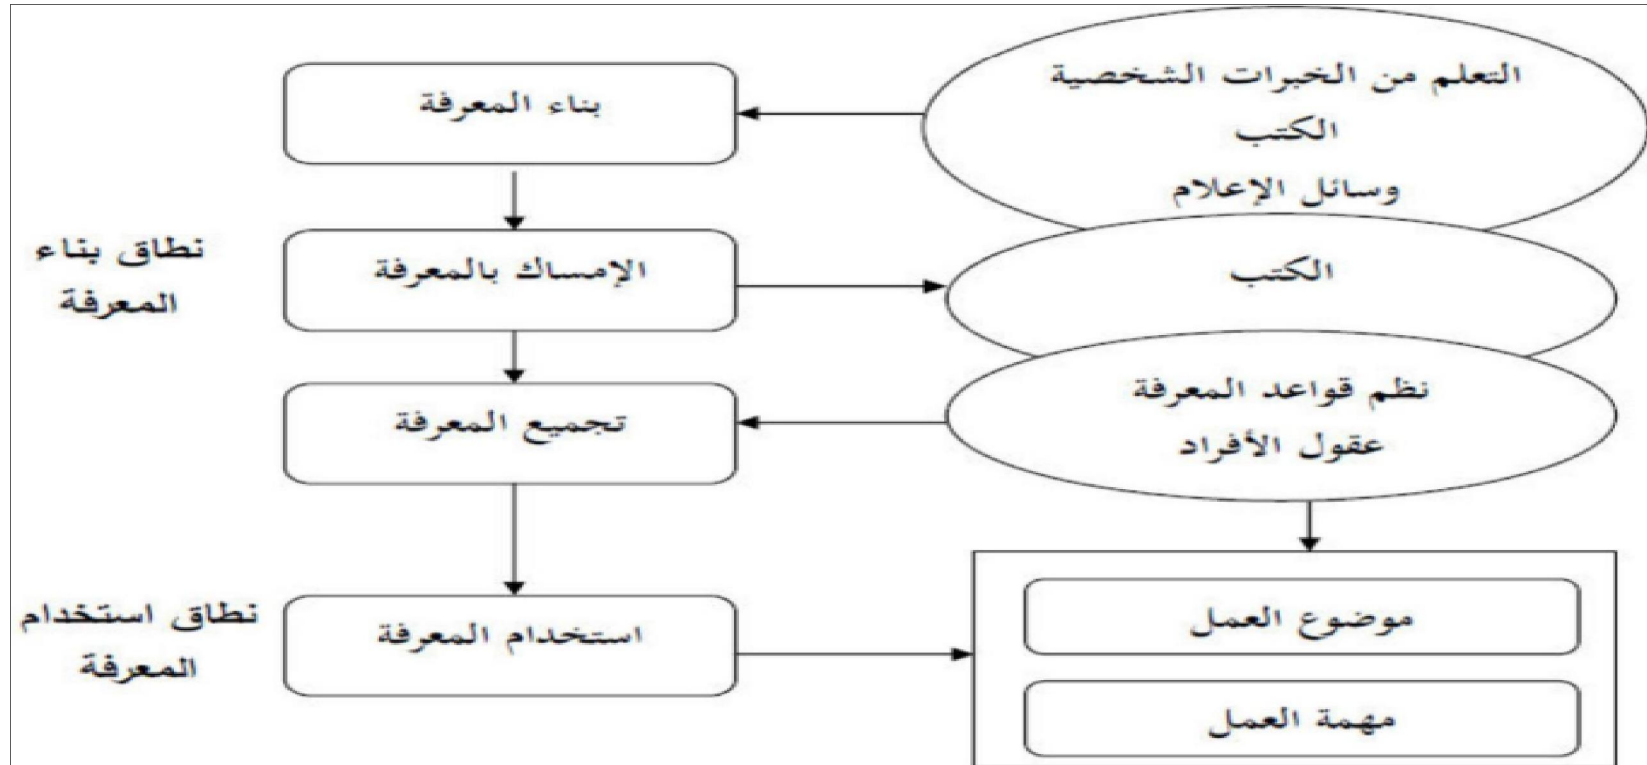 التعلم من الخبرات الشخصية
الكتب
وسائل الإعلام
بناء المعرفة
نطاق بناء
المعرفة
الإمساك بالمعرفة
الكتب
تجميع المعرفة
نظم قواعد المعرفة
عقول الأفراد
نطاق استخدام
المعرفة
استخدام المعرفة
موضوع العمل
مهمة العمل